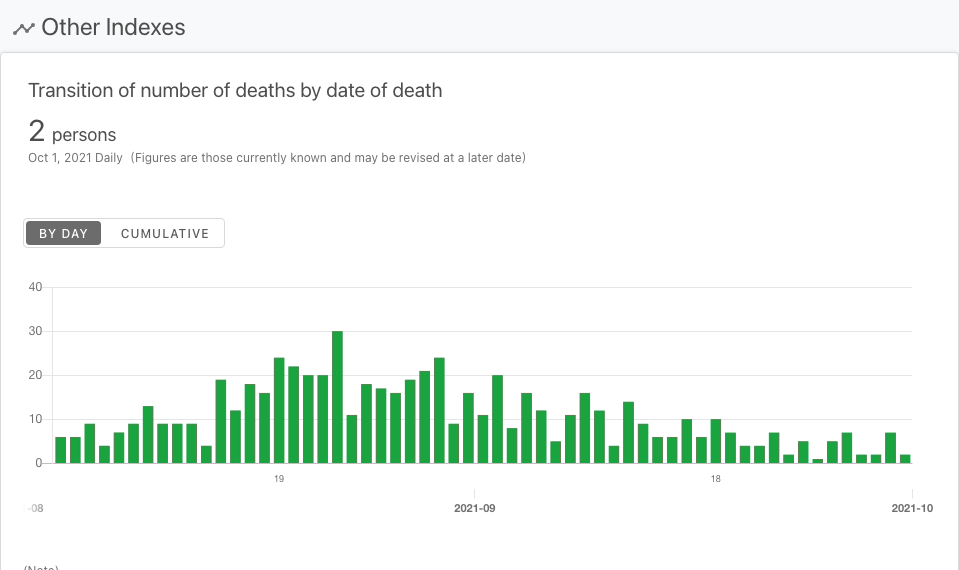 Other Indexes
Transition of number of deaths by date of death
2 persons
Oct 1, 2021 Daily (Figures are those currently known and may be revised at a later date)
BY DAY CUMULATIVE
40
30
20
10
0
19 18
-08 2021-09 2021-10
(Note)